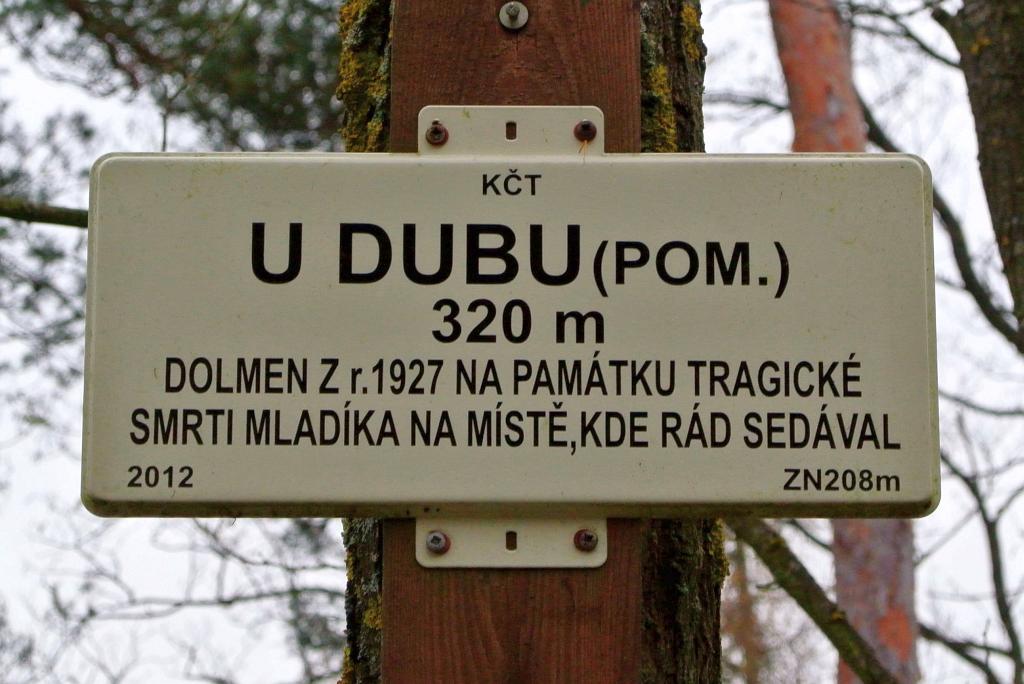 KČT
U DUBU (POM.)
320 m
DOLMEN Z r.1927 NA PAMÁTKU TRAGICKÉ
SMRTI MLADÍKA NA MÍSTĚ,KDE RÁD SEDÁVAL
2012 ZN208m